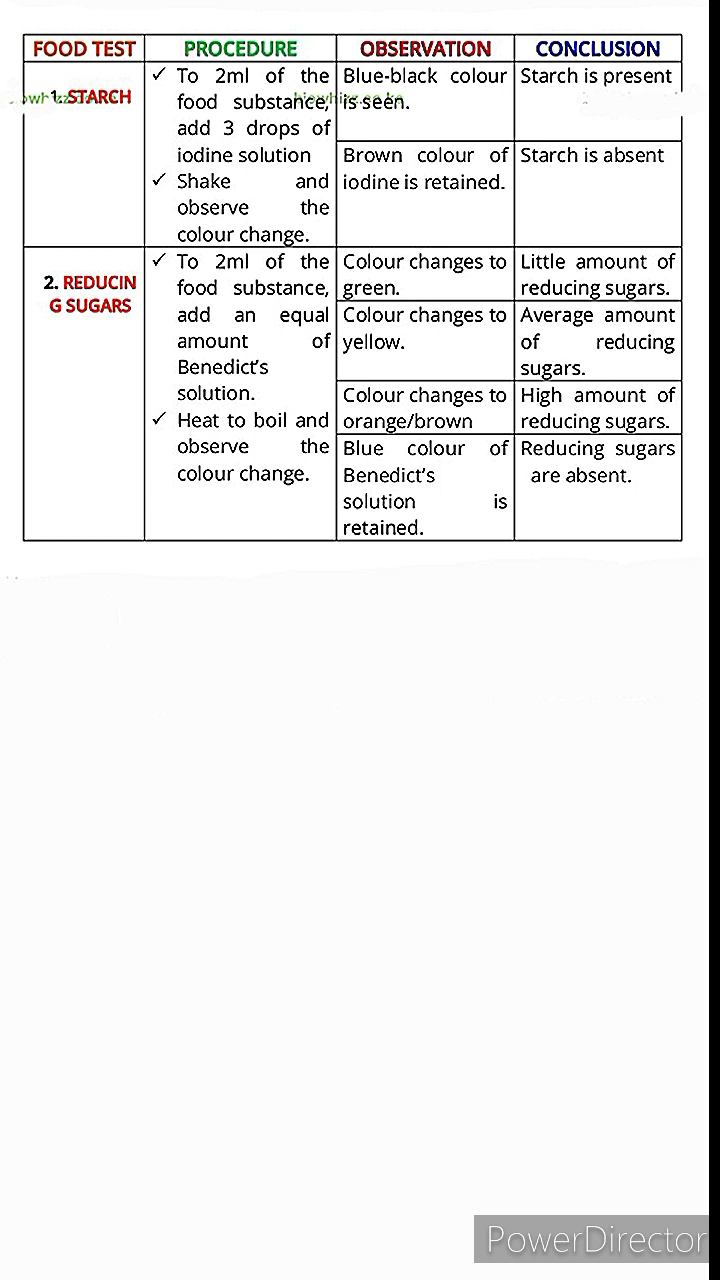 FOOD TEST PROCEDURE OBSERVATION CONCLUSION
1. STARCH
✓ To 2ml of the
food substance,
add 3 drops of
iodine solution
✓ Shake and
observe the
colour change.
Blue-black colour
is seen.
Starch is present
Brown colour of
iodine is retained.
Starch is absent
2. REDUCIN
G SUGARS
✓ To 2ml of the
food substance,
add an equal
amount of
Benedict's
solution.
✓ Heat to boil and
observe the
colour change.
Colour changes to
green.
Little amount of
reducing sugars.
Colour changes to
yellow.
Average amount
of reducing
sugars.
Colour changes to
orange/brown
High amount of
reducing sugars.
Blue colour of
Benedict's
solution is
retained.
Reducing sugars
are absent.
PowerDirector